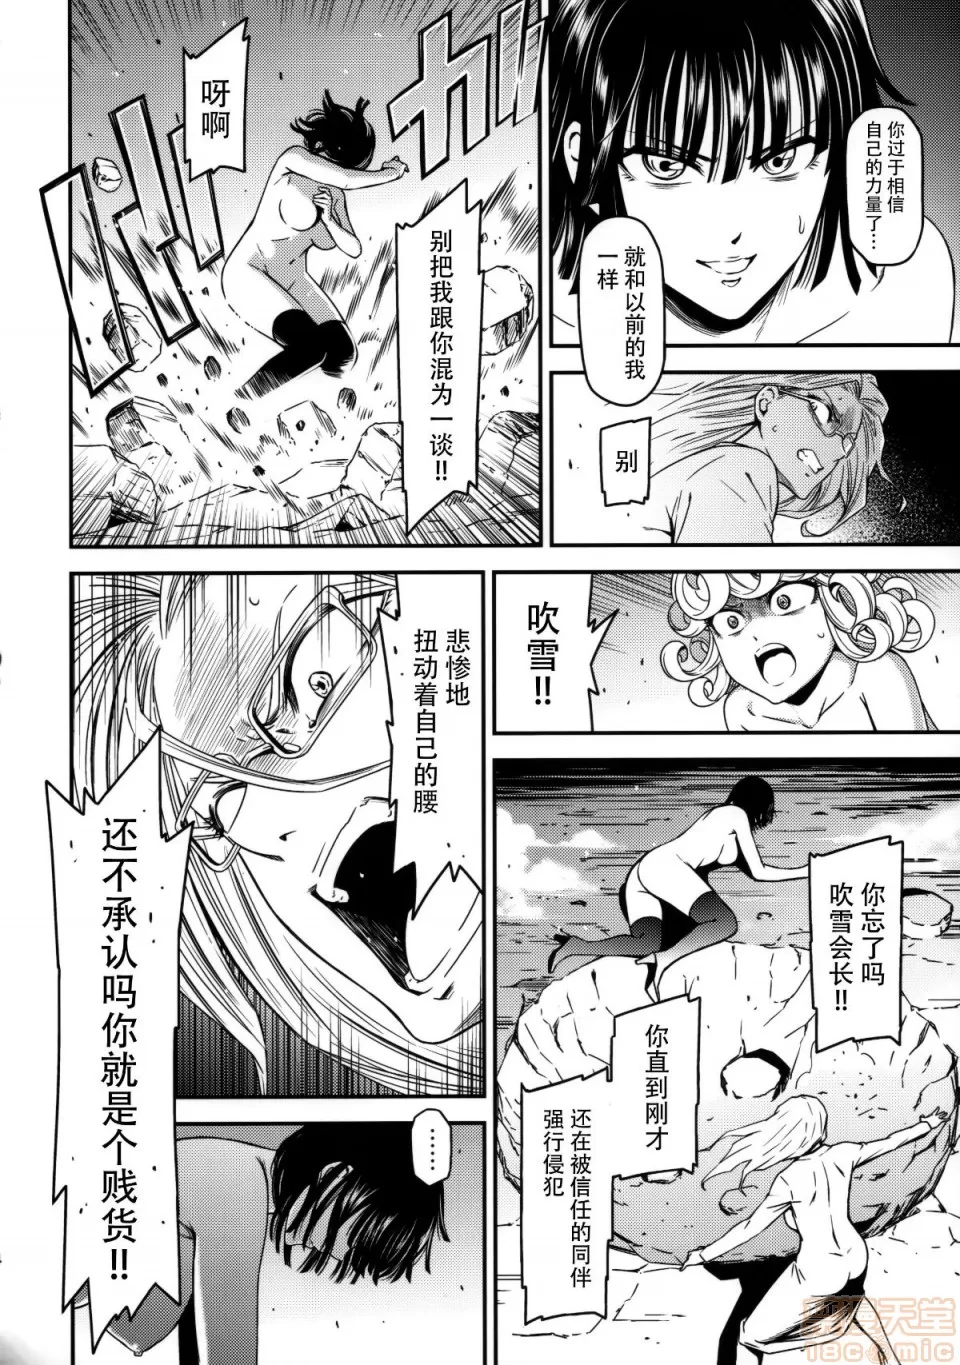 你过于相信
自己的力量了…
就和以前的我
一样
别
别把我跟你混为一谈!!
呀啊
吹雪!!
悲惨地
扭动着自己的腰
还不承认吗你就是个贱货!!
你忘了吗
吹雪会长!!
你直到刚才
还在被信任的同伴
强行侵犯
……
18comic